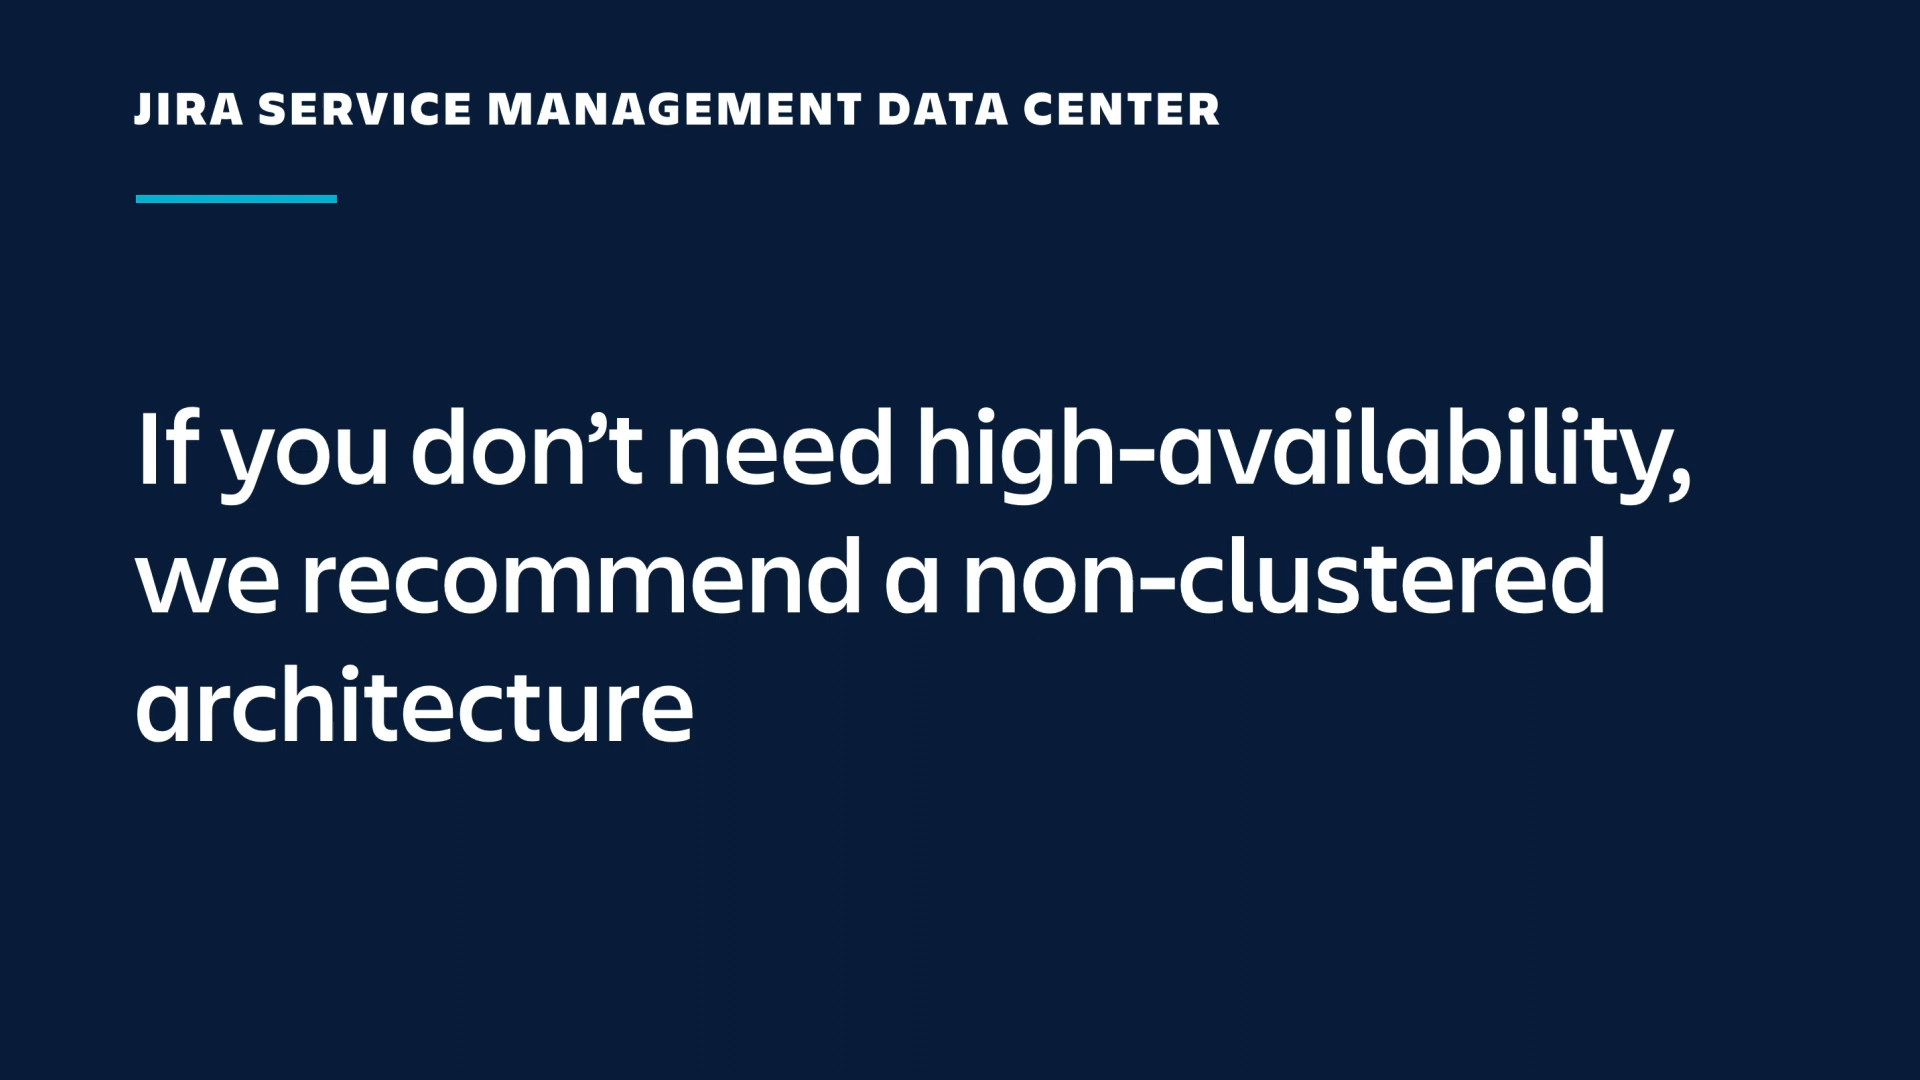 JIRA SERVICE MANAGEMENT DATA CENTER
If you don’t need high-availability,
we recommend a non-clustered
architecture